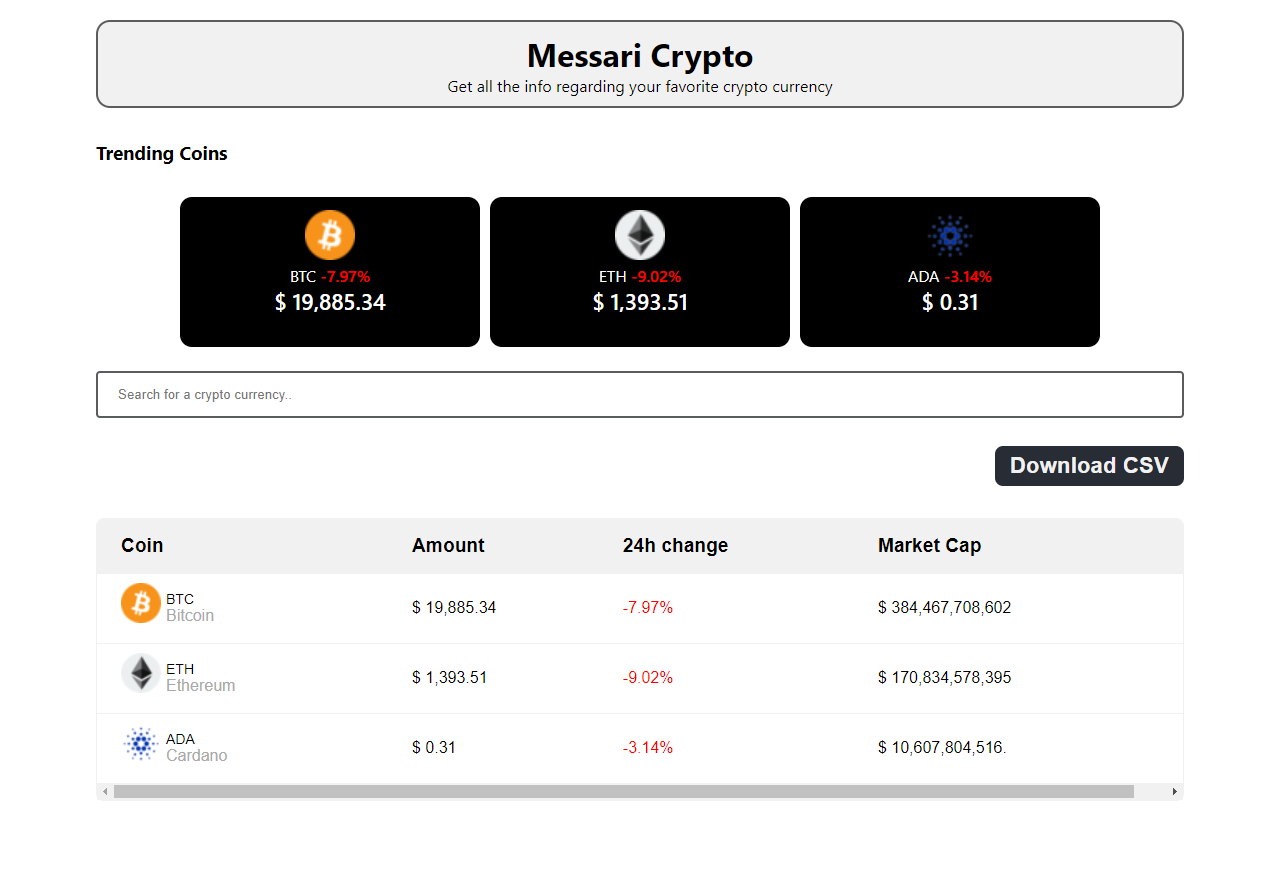 Messari Crypto
Get all the info regarding your favorite crypto currency
Trending Coins
BTC -7.97%
$ 19,885.34
ETH -9.02%
$ 1,393.51
ADA -3.14%
$ 0.31
Search for a crypto currency..
Download CSV
Coin Amount 24h change Market Cap
BTC
Bitcoin
$ 19,885.34 -7.97% $ 384,467,708,602
ETH
Ethereum
$ 1,393.51 -9.02% $ 170,834,578,395
ADA
Cardano
$ 0.31 -3.14% $ 10,607,804,516.